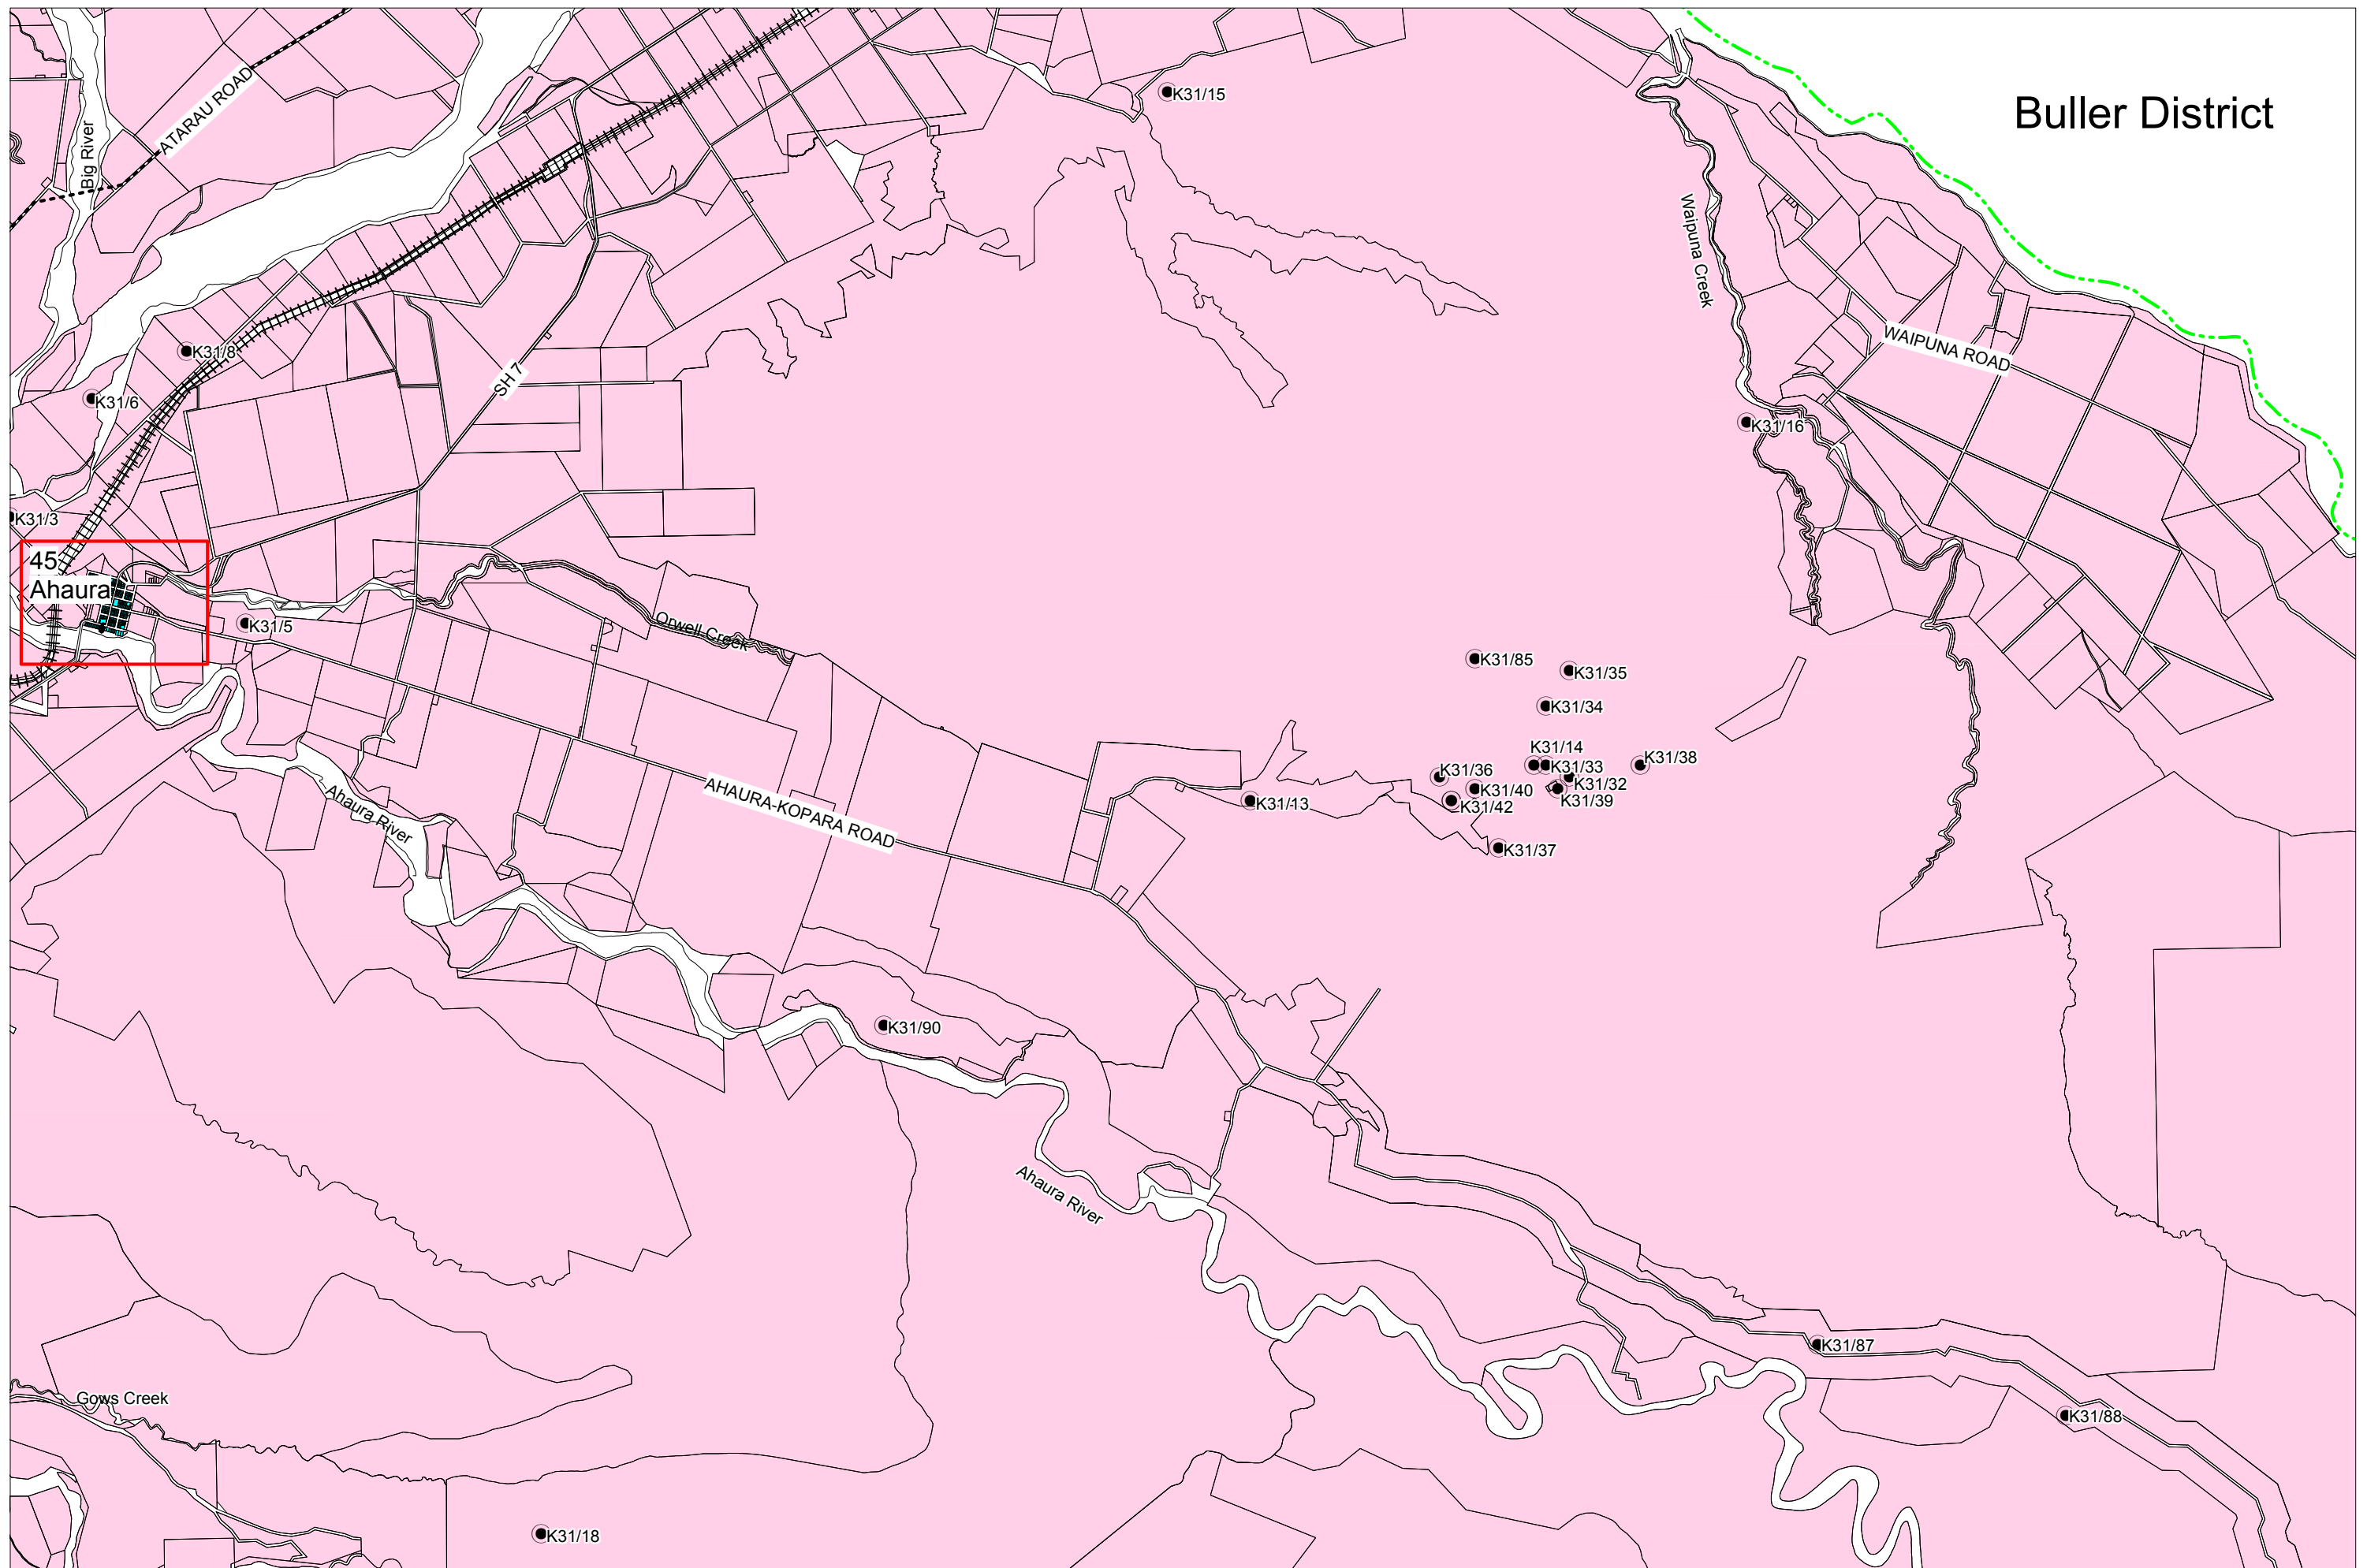 Buller District
K31/15
ATARAU ROAD
Big River
Waipuna Creek
WAIPUNA ROAD
K31/8
SH 7
K31/6
K31/16
K31/3
45
Ahaura
K31/5
Orwell Creek
K31/85
K31/35
K31/34
K31/14
K31/33
K31/38
K31/36
K31/32
K31/40
K31/39
K31/42
K31/13
AHAURA-KOPARA ROAD
Ahaura River
K31/37
K31/90
Ahaura River
K31/87
Gows Creek
K31/88
K31/18